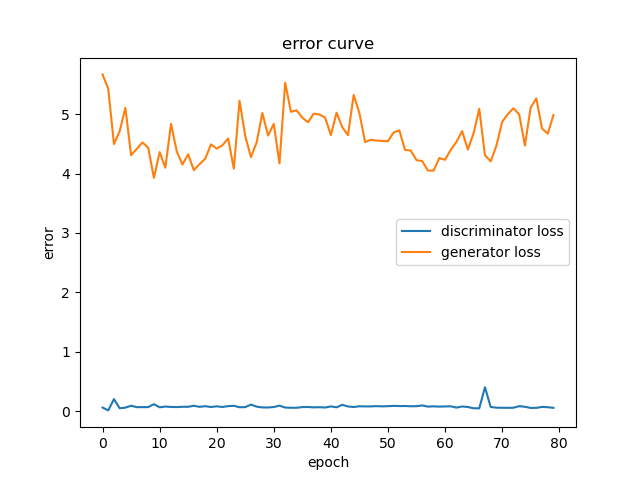 error curve
error
5
4
3
2
1
0
discriminator loss
generator loss
0 10 20 30 40 50 60 70 80
epoch